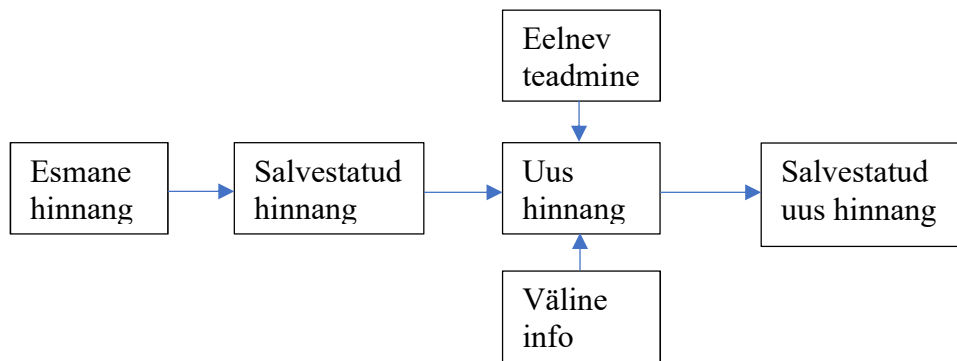 Eelnev
teadmine
Esmane
hinnang
Salvestatud
hinnang
Uus
hinnang
Salvestatud
uus hinnang
Väline
info